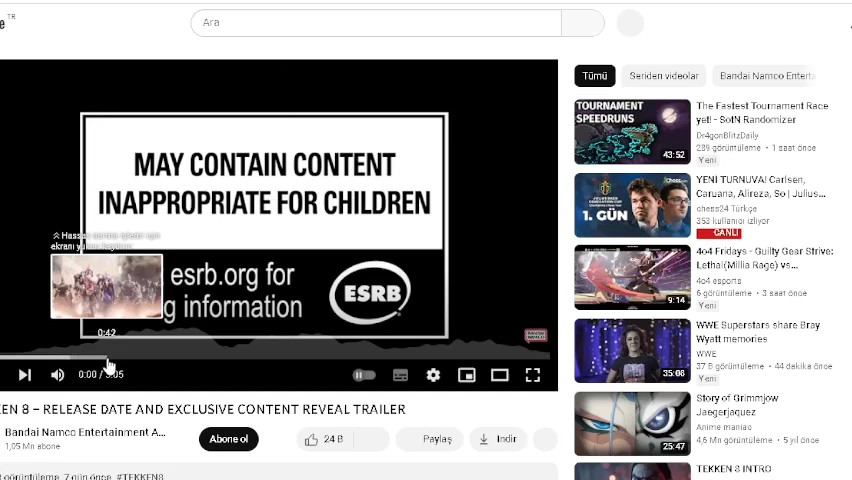 e TR
Ara
MAY CONTAIN CONTENT
INAPPROPRIATE FOR CHILDREN
esrb.org for
g information
ESRB
0:42
0:00 / 3:05
KEN 8 – RELEASE DATE AND EXCLUSIVE CONTENT REVEAL TRAILER
Bandai Namco Entertainment A...
1,05 Mn abone
Abone ol
24 B
Paylaş
İndir
görüntüleme 7 gün önce #TEKKEN8
Tümü
Seriden videolar
Bandai Namco Enterta
TOURNAMENT
SPEEDRUNS
43:52
The Fastest Tournament Race
yet! - SotN Randomizer
Dr4gonBlitzDaily
289 görüntüleme • 1 saat önce
Yeni
1. GÜN
YENİ TURNUVA! Carlsen,
Caruana, Alireza, So | Julius...
chess24 Türkçe
353 kullanıcı izliyor
CANLI
9:14
4o4 Fridays - Guilty Gear Strive:
Lethal(Millia Rage) vs...
4o4 esports
6 görüntüleme • 3 saat önce
Yeni
35:08
WWE Superstars share Bray
Wyatt memories
WWE
37 B görüntüleme • 44 dakika önce
Yeni
25:47
Story of Grimmjow
Jaegerjaquez
Anime maniao
4,6 Mn görüntüleme • 5 yıl önce
TEKKEN 8 INTRO